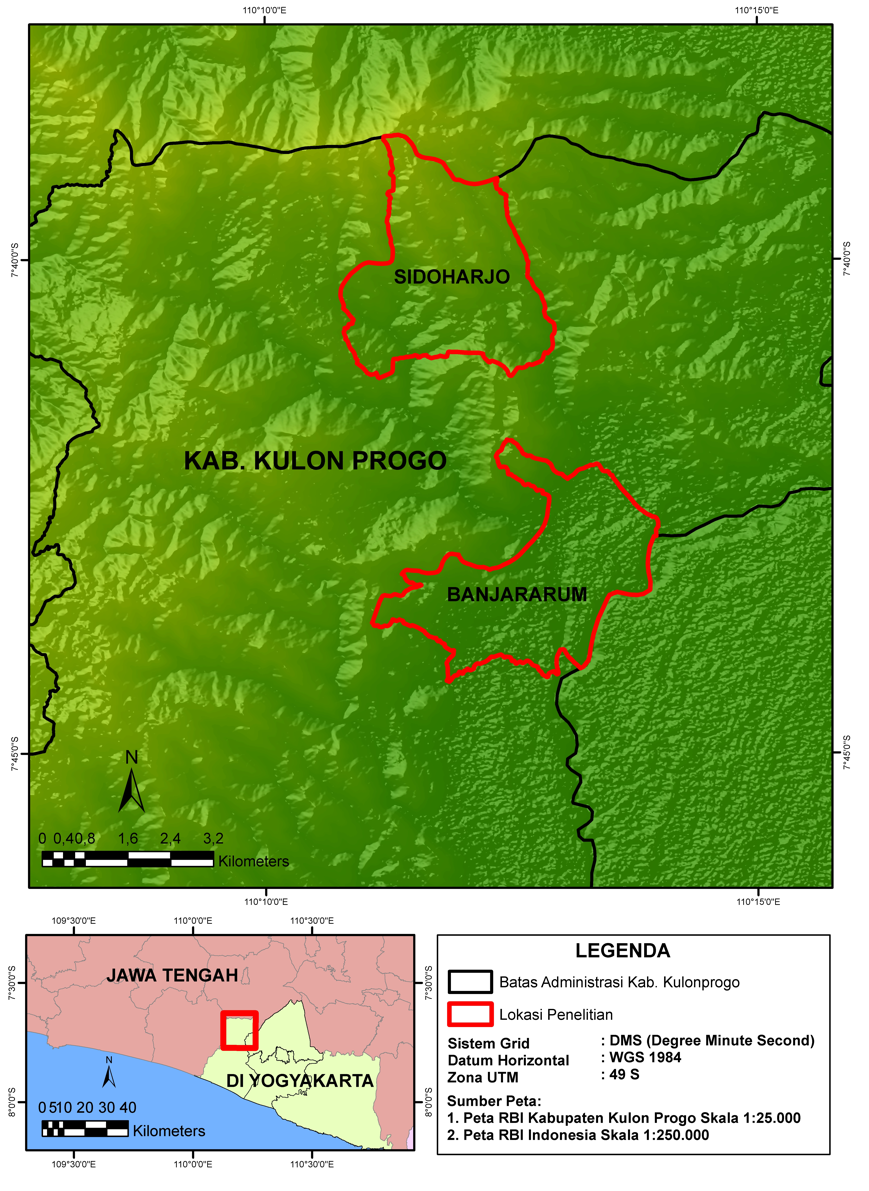 110°10'0"E 110°15'0"E
7°40'0"S 7°40'0"S
SIDOHARJO
KAB. KULON PROGO
BANJARARUM
7°45'0"S 7°45'0"S
N
0 0,40,8 1,6 2,4 3,2
Kilometers
110°10'0"E 110°15'0"E
109°30'0"E 110°0'0"E 110°30'0"E
JAWA TENGAH
7°30'0"S 7°30'0"S
DI YOGYAKARTA
N
0 510 20 30 40
Kilometers
8°0'0"S 8°0'0"S
109°30'0"E 110°0'0"E 110°30'0"E
LEGENDA
Batas Administrasi Kab. Kulonprogo
Lokasi Penelitian
Sistem Grid : DMS (Degree Minute Second)
Datum Horizontal : WGS 1984
Zona UTM : 49 S
Sumber Peta:
1. Peta RBI Kabupaten Kulon Progo Skala 1:25.000
2. Peta RBI Indonesia Skala 1:250.000